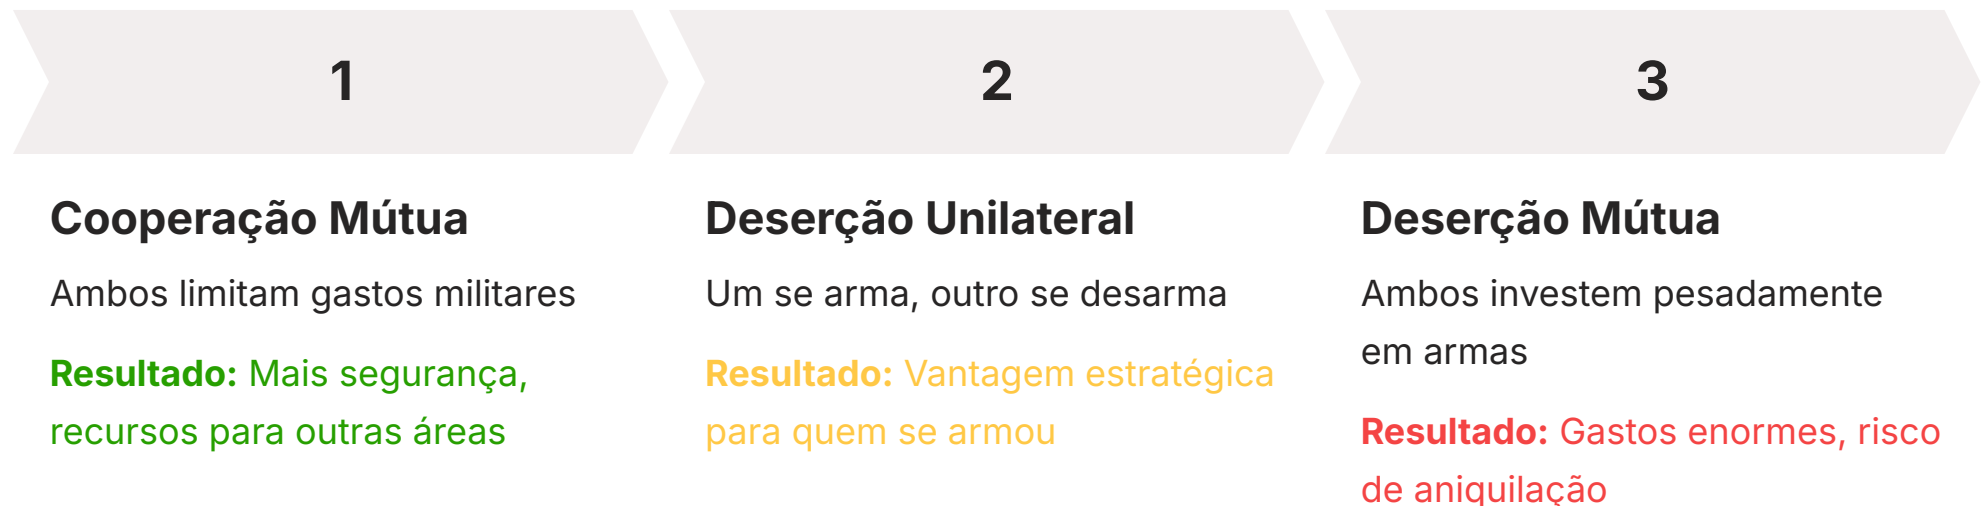 1
Cooperação Mútua
Ambos limitam gastos militares
Resultado: Mais segurança,
recursos para outras áreas
2
Deserção Unilateral
Um se arma, outro se desarma
Resultado: Vantagem estratégica
para quem se armou
3
Deserção Mútua
Ambos investem pesadamente
em armas
Resultado: Gastos enormes, risco
de aniquilação